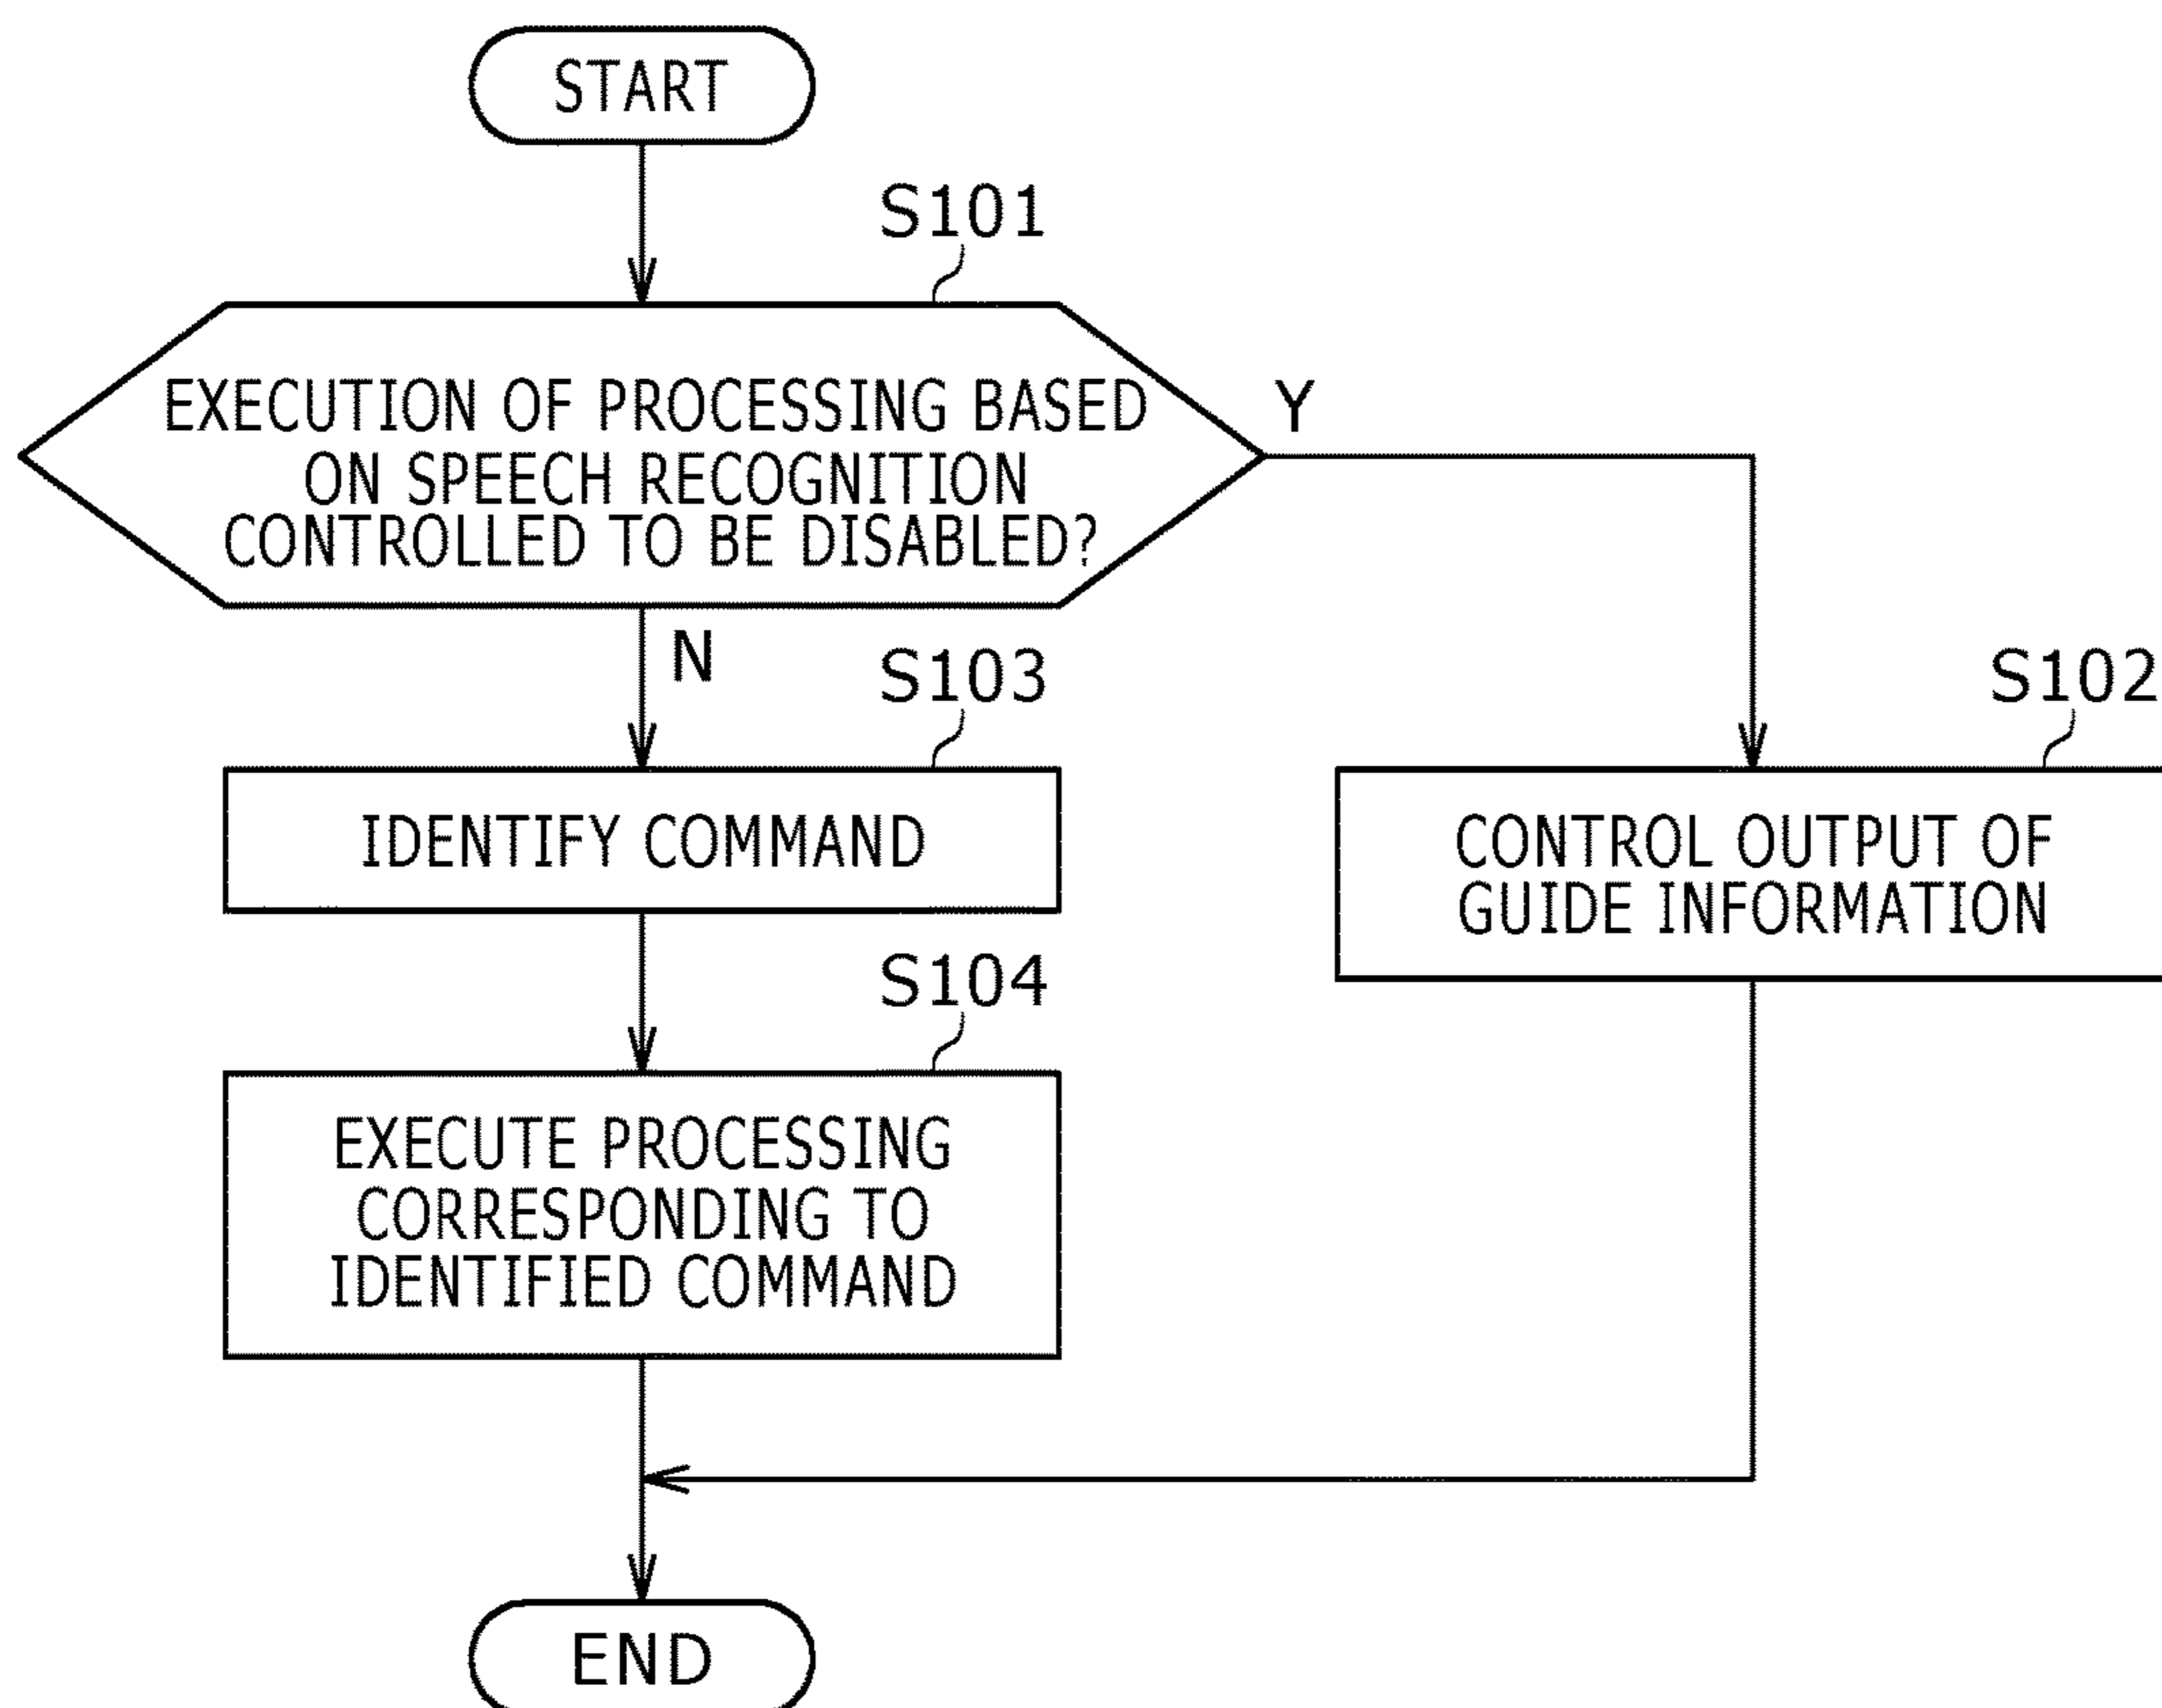 START
S101
EXECUTION OF PROCESSING BASED
ON SPEECH RECOGNITION
CONTROLLED TO BE DISABLED?
Y
N
S103
IDENTIFY COMMAND
S102
CONTROL OUTPUT OF
GUIDE INFORMATION
S104
EXECUTE PROCESSING
CORRESPONDING TO
IDENTIFIED COMMAND
END